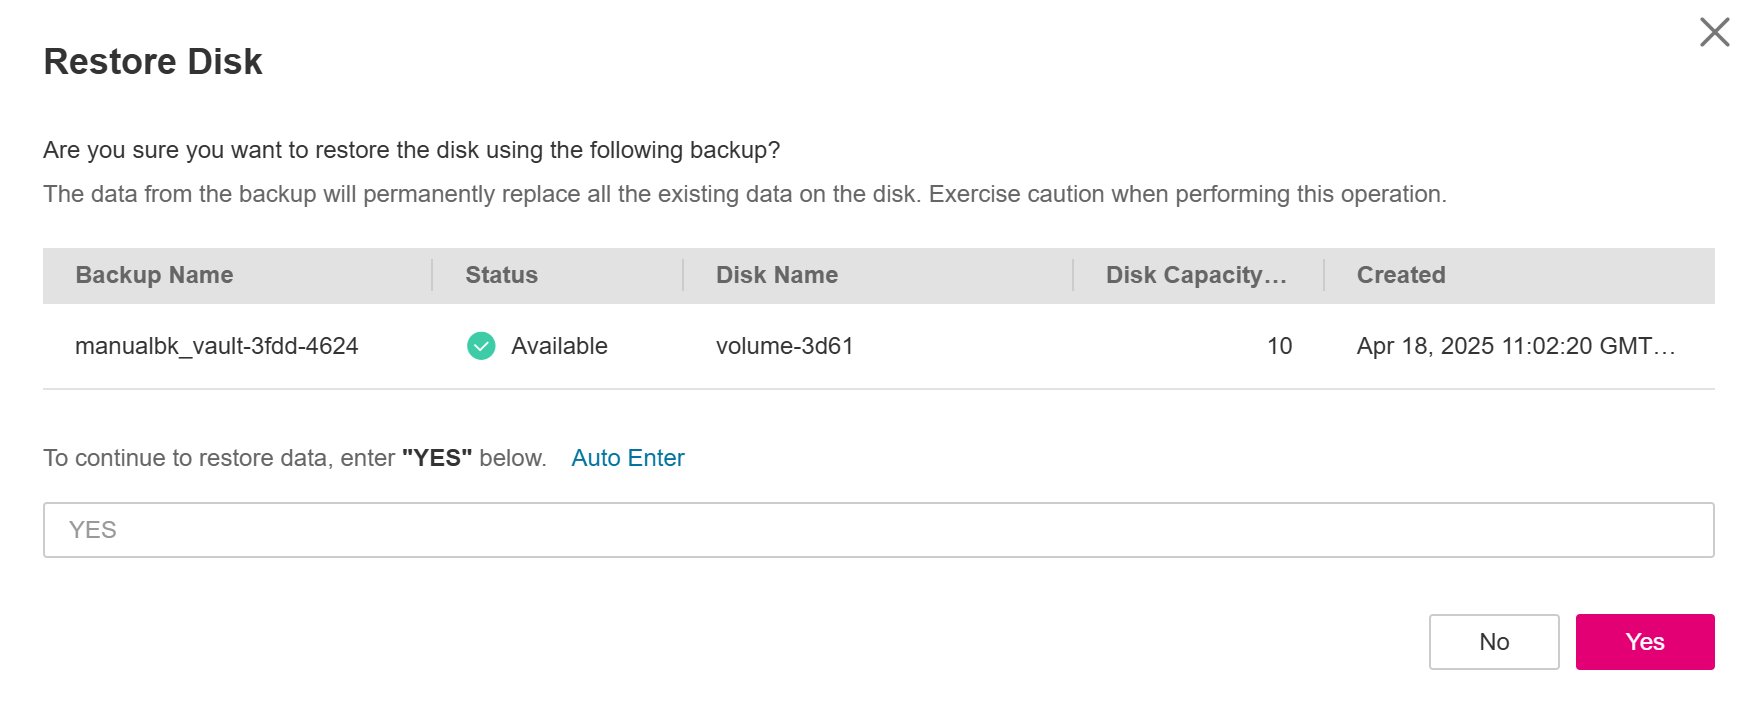 Restore Disk
Are you sure you want to restore the disk using the following backup?
The data from the backup will permanently replace all the existing data on the disk. Exercise caution when performing this operation.
Backup Name Status Disk Name Disk Capacity… Created
manualbk_vault-3fdd-4624 Available volume-3d61 10 Apr 18, 2025 11:02:20 GMT…
To continue to restore data, enter "YES" below. Auto Enter
YES
No Yes